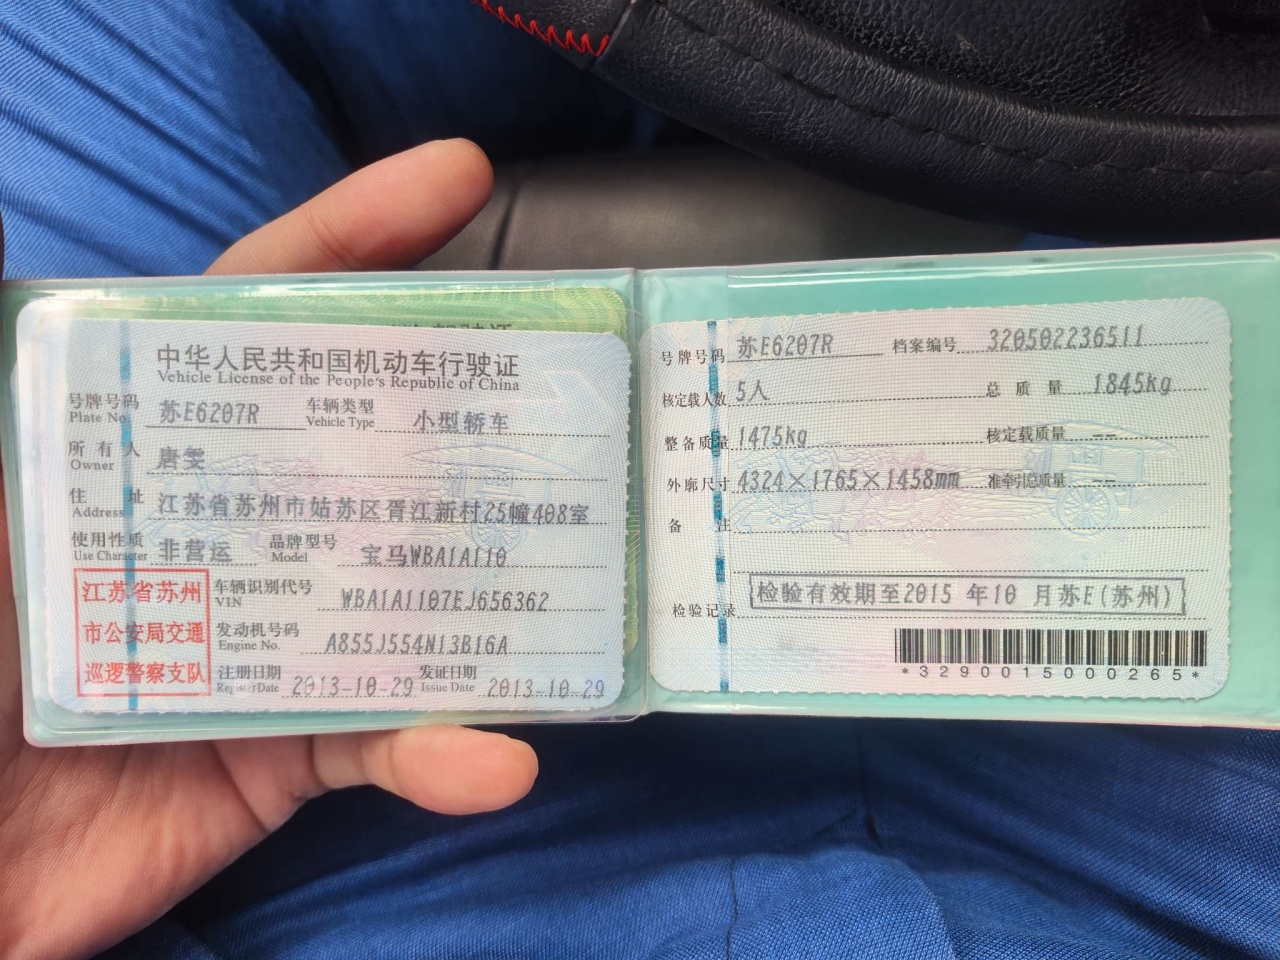 中华人民共和国机动车行驶证
Vehicle License of the People's Republic of China
号牌号码 Plate No. 苏E6207R 车辆类型 Vehicle Type 小型轿车
所有人 Owner 唐雯
住址 Address 江苏省苏州市姑苏区胥江新村25幢408室
使用性质 Use Character 非营运 品牌型号 Model 宝马WBA1A110
江苏省苏州
市公安局交通
巡逻警察支队
车辆识别代号 VIN WBA1A1107EJ656362
发动机号码 Engine No. A855J554N13B16A
注册日期 Register Date 2013-10-29 发证日期 Issue Date 2013-10-29
号牌号码 苏E6207R 档案编号 320502236511
核定载人数 5人 总质量 1845kg
整备质量 1475kg 核定载质量 --
外廓尺寸 4324×1765×1458mm 准牵引总质量 --
备注
检验记录 检验有效期至2015 年10 月苏E(苏州)
*3290015000265*